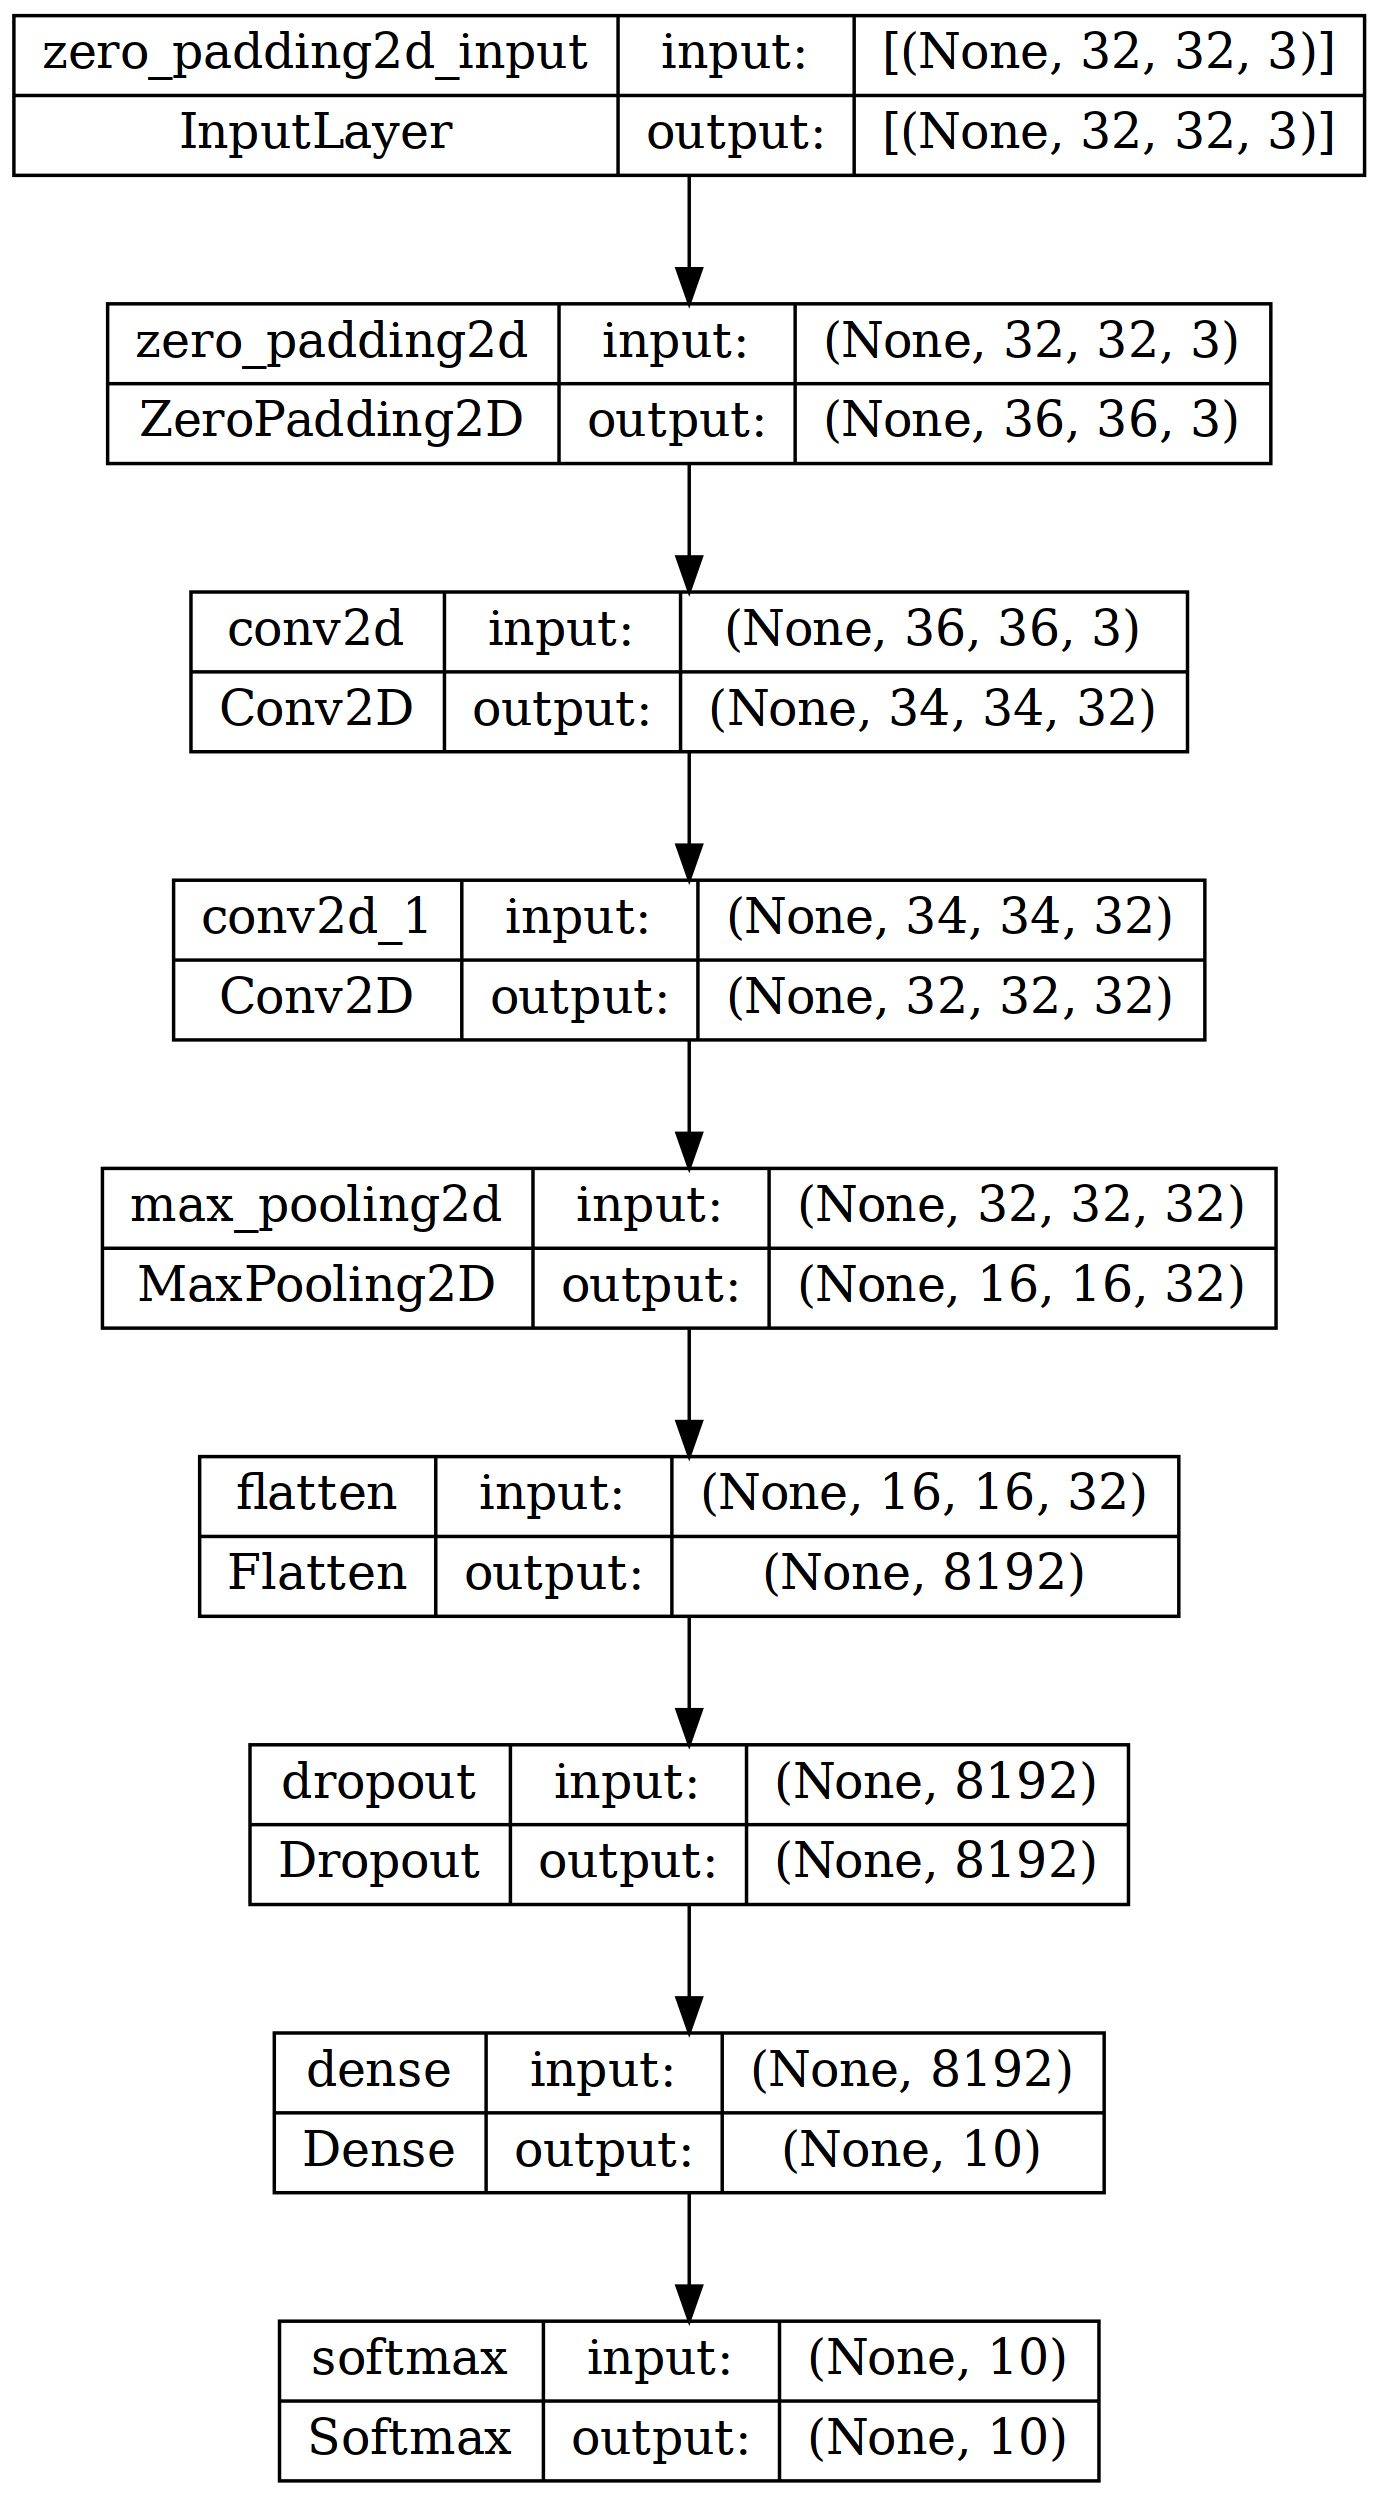 zero_padding2d_input input: [(None, 32, 32, 3)]
InputLayer output: [(None, 32, 32, 3)]
zero_padding2d input: (None, 32, 32, 3)
ZeroPadding2D output: (None, 36, 36, 3)
conv2d input: (None, 36, 36, 3)
Conv2D output: (None, 34, 34, 32)
conv2d_1 input: (None, 34, 34, 32)
Conv2D output: (None, 32, 32, 32)
max_pooling2d input: (None, 32, 32, 32)
MaxPooling2D output: (None, 16, 16, 32)
flatten input: (None, 16, 16, 32)
Flatten output: (None, 8192)
dropout input: (None, 8192)
Dropout output: (None, 8192)
dense input: (None, 8192)
Dense output: (None, 10)
softmax input: (None, 10)
Softmax output: (None, 10)